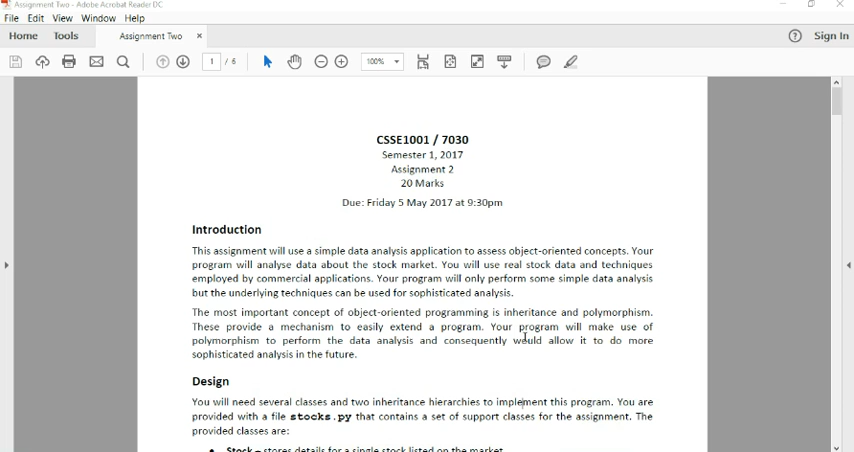 Assignment Two - Adobe Acrobat Reader DC
File Edit View Window Help
Home Tools Assignment Two × Sign In
1 / 6 100%
CSSE1001 / 7030
Semester 1, 2017
Assignment 2
20 Marks
Due: Friday 5 May 2017 at 9:30pm
Introduction
This assignment will use a simple data analysis application to assess object-oriented concepts. Your
program will analyse data about the stock market. You will use real stock data and techniques
employed by commercial applications. Your program will only perform some simple data analysis
but the underlying techniques can be used for sophisticated analysis.
The most important concept of object-oriented programming is inheritance and polymorphism.
These provide a mechanism to easily extend a program. Your program will make use of
polymorphism to perform the data analysis and consequently would allow it to do more
sophisticated analysis in the future.
Design
You will need several classes and two inheritance hierarchies to implement this program. You are
provided with a file stocks.py that contains a set of support classes for the assignment. The
provided classes are:
• Stock – stores details for a single stock listed on the market.